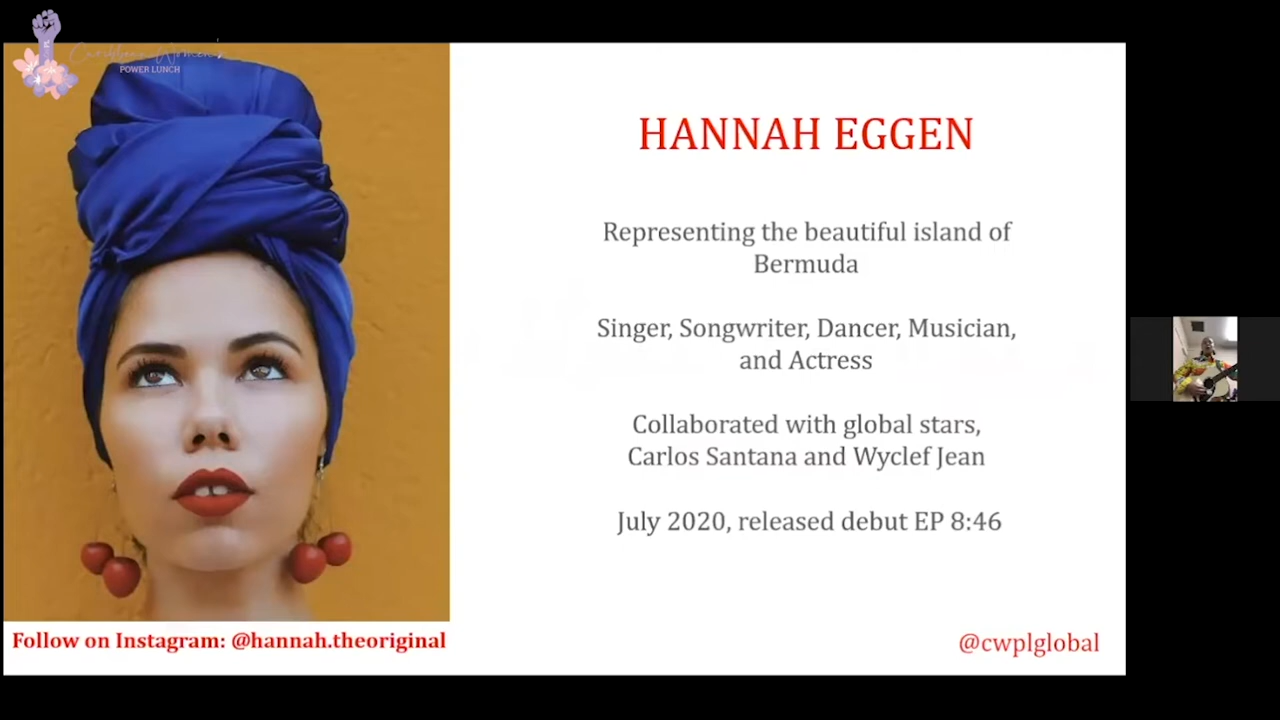 Caribbean Women's
POWER LUNCH
HANNAH EGGEN
Representing the beautiful island of
Bermuda
Singer, Songwriter, Dancer, Musician,
and Actress
Collaborated with global stars,
Carlos Santana and Wyclef Jean
July 2020, released debut EP 8:46
Follow on Instagram: @hannah.theoriginal
@cwplglobal